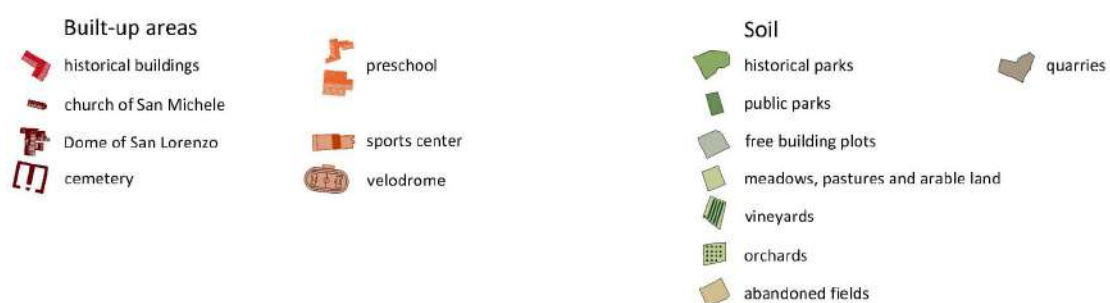 Built-up areas
historical buildings
church of San Michele
Dome of San Lorenzo
cemetery
preschool
sports center
velodrome
Soil
historical parks
public parks
free building plots
meadows, pastures and arable land
vineyards
orchards
abandoned fields
quarries